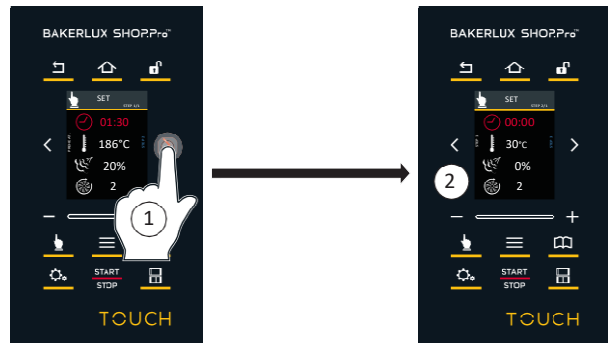 BAKERLUX SHOP.Pro™
SET
01:30
186°C
20%
2
1
START
STOP
TOUCH
BAKERLUX SHOP.Pro™
SET
00:00
30°C
0%
2
2
START
STOP
TOUCH